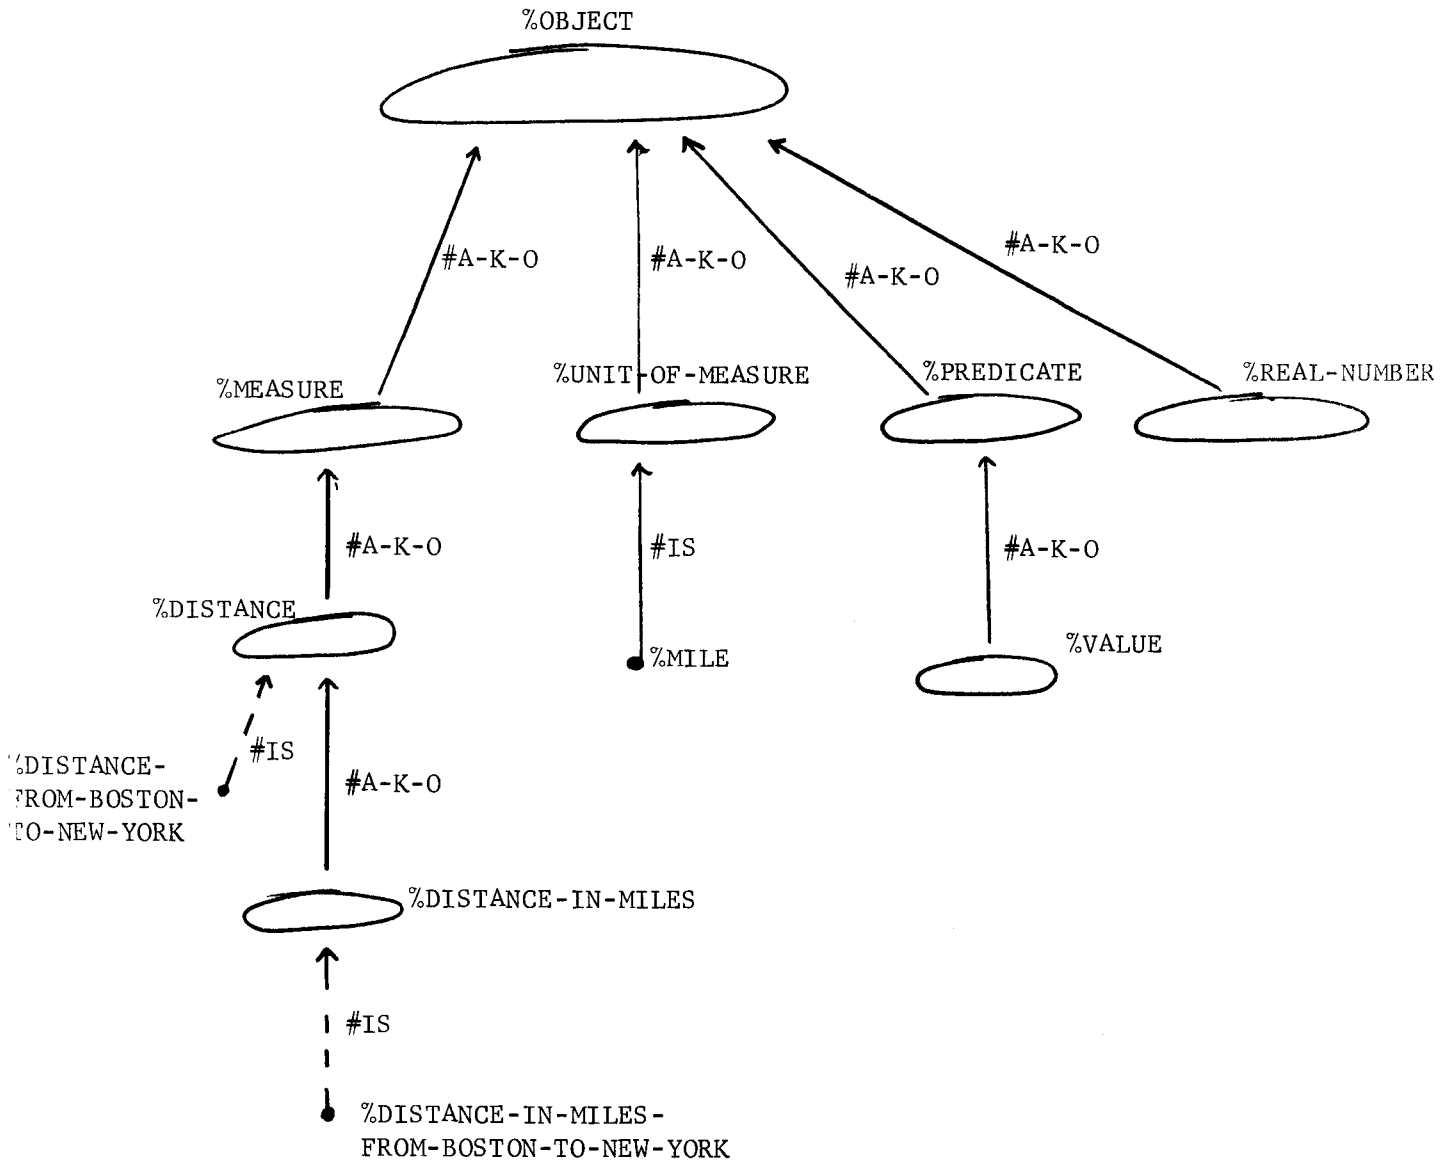 %OBJECT
#A-K-O
#A-K-O
#A-K-O
#A-K-O
%MEASURE
%UNIT-OF-MEASURE
%PREDICATE
%REAL-NUMBER
#A-K-O
#IS
#A-K-O
%DISTANCE
%MILE
%VALUE
#IS
%DISTANCE-
FROM-BOSTON-
TO-NEW-YORK
#A-K-O
%DISTANCE-IN-MILES
#IS
%DISTANCE-IN-MILES-
FROM-BOSTON-TO-NEW-YORK